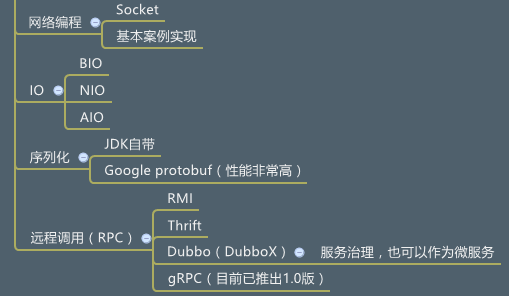 网络编程
Socket
基本案例实现
IO
BIO
NIO
AIO
序列化
JDK自带
Google protobuf（性能非常高）
远程调用（RPC）
RMI
Thrift
Dubbo（DubboX）
服务治理，也可以作为微服务
gRPC（目前已推出1.0版）